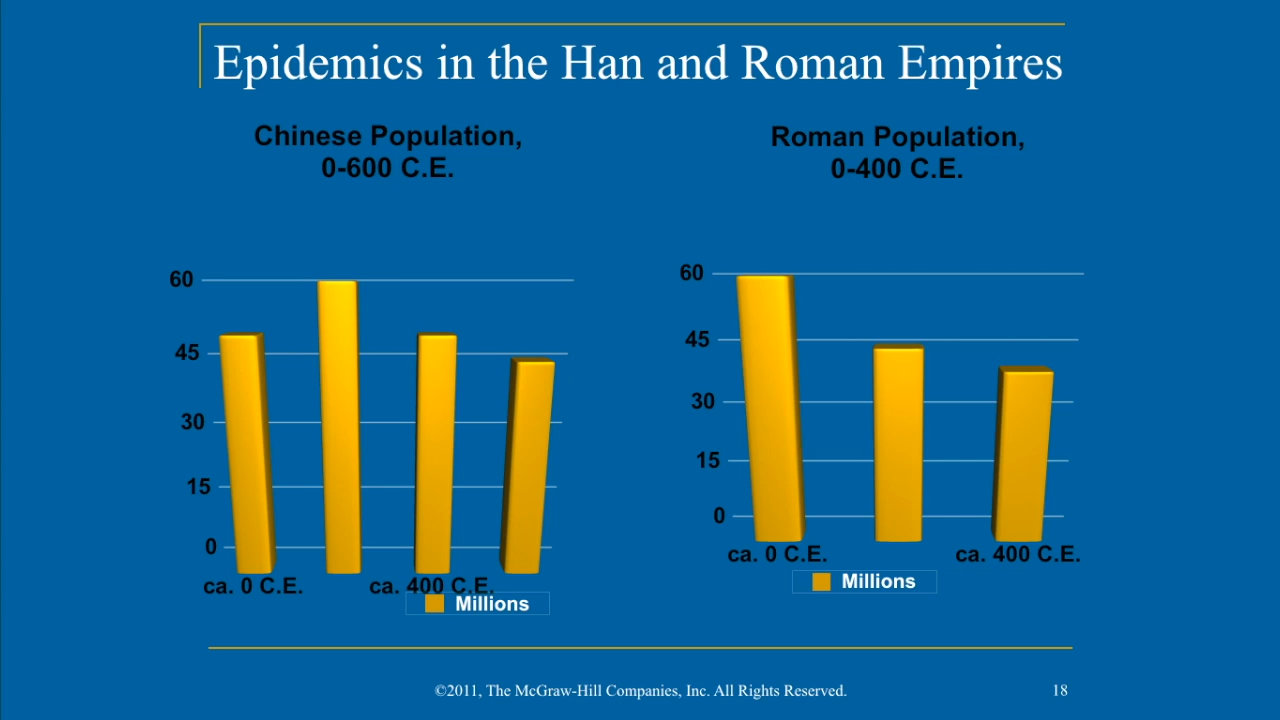 Epidemics in the Han and Roman Empires
Chinese Population,
0-600 C.E.
60
45
30
15
0
ca. 0 C.E.
ca. 400 C.E.
Millions
Roman Population,
0-400 C.E.
60
45
30
15
0
ca. 0 C.E.
ca. 400 C.E.
Millions
©2011, The McGraw-Hill Companies, Inc. All Rights Reserved.
18